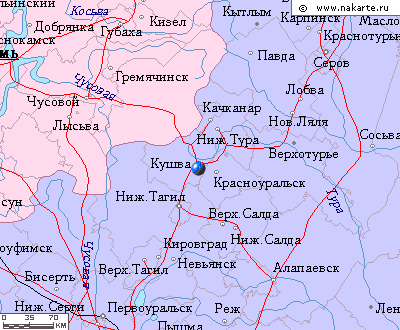 © www.nakarte.ru
Косьва
Кизел
Кытлым
Карпинск
Добрянка
Губаха
Краснотурьи
Павда
Серов
Гремячинск
Чусовая
Лобва
Чусовой
Качканар
Лысьва
Нов.Ляля
Ниж.Тура
Верхотурье
Сосьва
Кушва
Красноуральск
Ниж.Тагил
Тура
Верх.Салда
Ниж.Салда
Кировград
Верх.Тагил
Невьянск
Алапаевск
Бисерть
Ниж.Серги
Первоуральск
Реж
Пышма
0 35 70
КМ